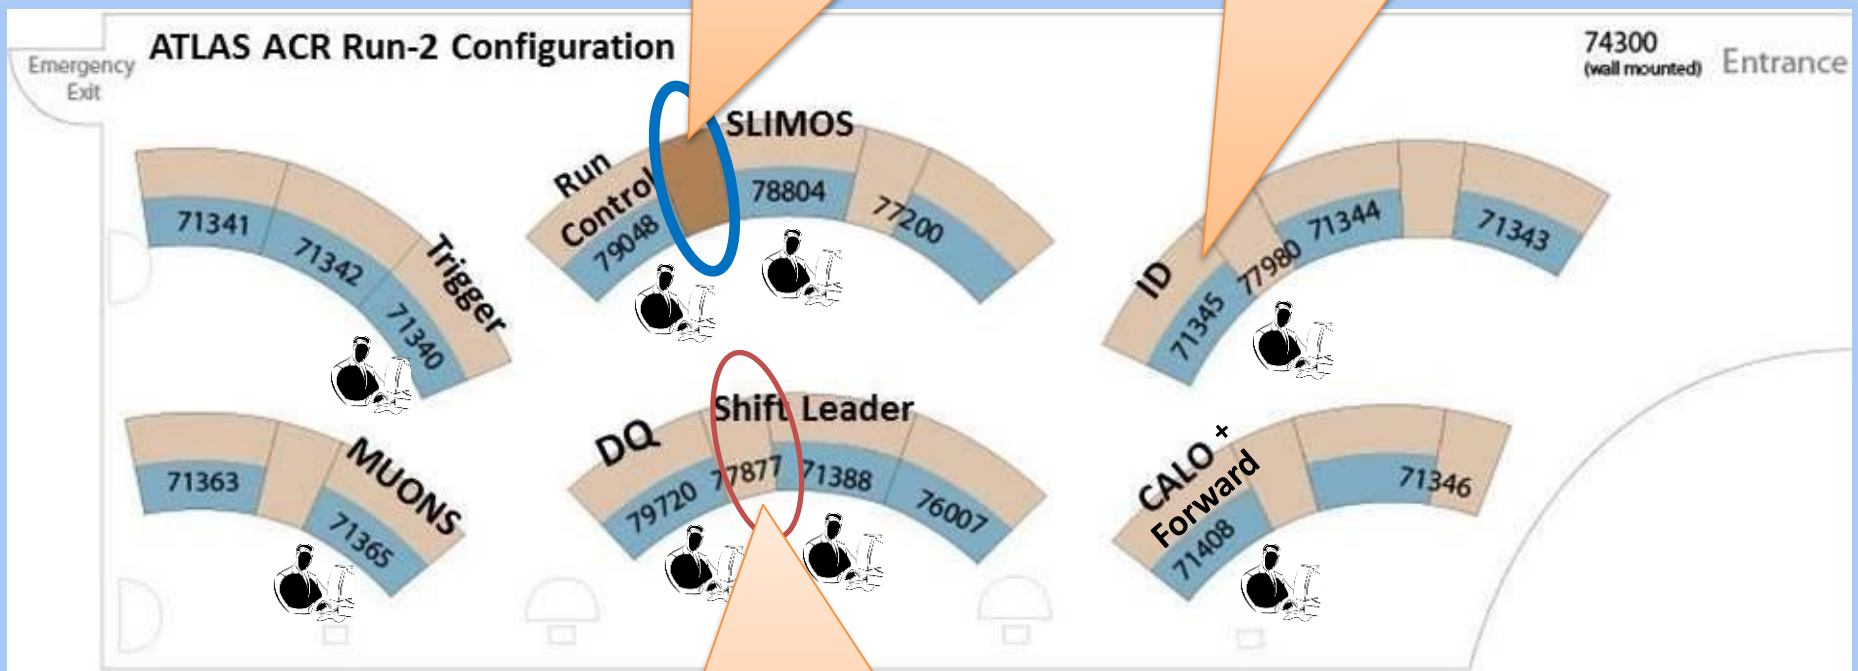 ATLAS ACR Run-2 Configuration
Emergency
Exit
74300
(wall mounted)
Entrance
71341
71342
71340
Trigger
Run
Control
79048
SLIMOS
78804
77200
ID
71345
77980
71344
71343
71363
MUONS
71365
DQ
79720
77877
Shift Leader
71388
76007
CALO +
Forward
71408
71346